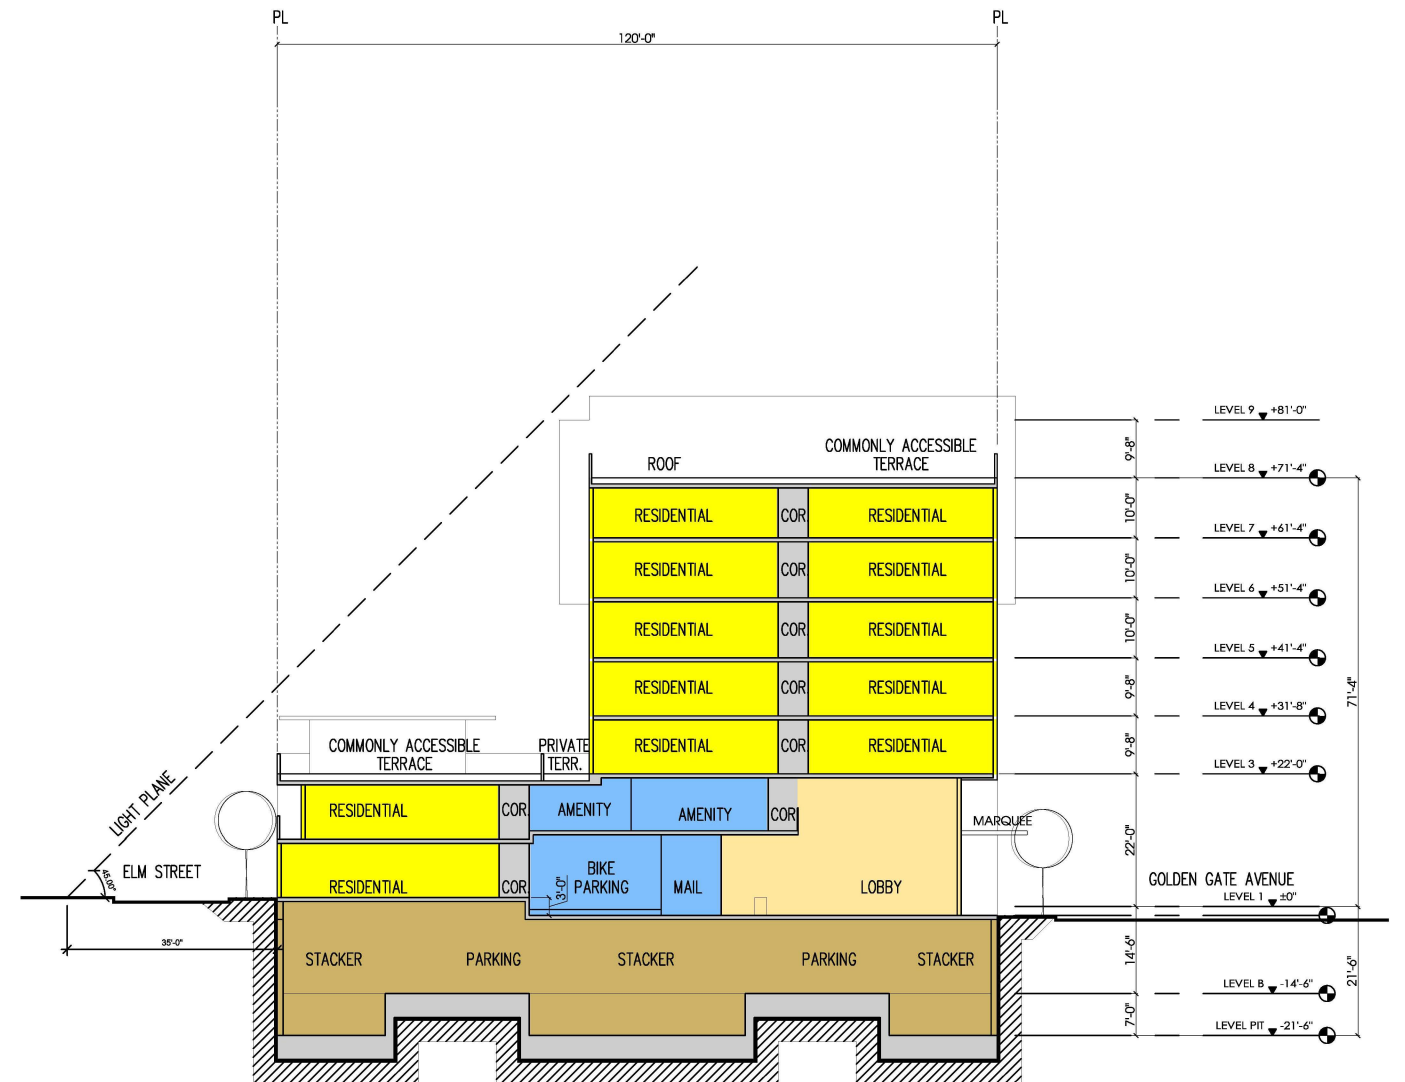 PL
PL
120'-0"
LEVEL 9 +81'-0"
9'-8"
COMMONLY ACCESSIBLE
TERRACE
ROOF
LEVEL 8 +71'-4"
10'-0"
RESIDENTIAL COR. RESIDENTIAL
LEVEL 7 +61'-4"
10'-0"
RESIDENTIAL COR. RESIDENTIAL
LEVEL 6 +51'-4"
10'-0"
RESIDENTIAL COR. RESIDENTIAL
LEVEL 5 +41'-4"
9'-8"
RESIDENTIAL COR. RESIDENTIAL
71'-4"
LEVEL 4 +31'-8"
9'-8"
RESIDENTIAL COR. RESIDENTIAL
COMMONLY ACCESSIBLE
TERRACE
PRIVATE
TERR.
LEVEL 3 +22'-0"
LIGHT PLANE
RESIDENTIAL COR. AMENITY AMENITY COR.
MARQUEE
22'-0"
45.00°
ELM STREET
RESIDENTIAL COR.
3'-0"
BIKE
PARKING
MAIL
LOBBY
GOLDEN GATE AVENUE
LEVEL 1 ±0"
35'-0"
STACKER PARKING STACKER PARKING STACKER
14'-6"
21'-6"
LEVEL B -14'-6"
7'-0"
LEVEL PIT -21'-6"